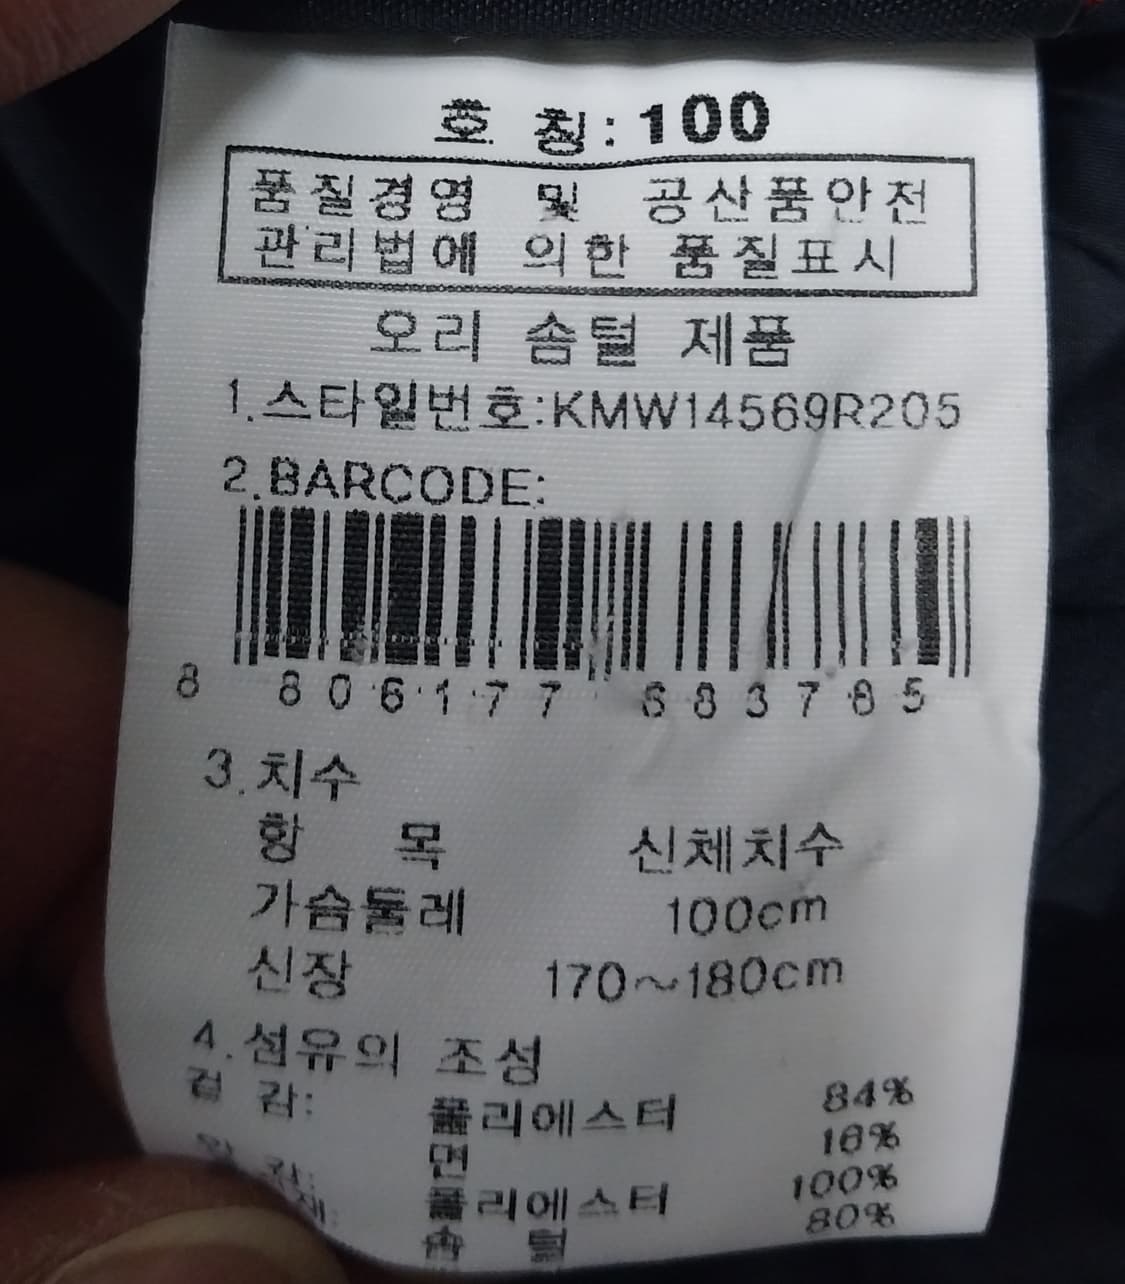 호 칭:100
품질경영 및 공산품안전
관리법에 의한 품질표시
오리 솜털 제품
1.스타일번호:KMW14569R205
2.BARCODE:
8 806177 683785
3.치수
항 목 신체치수
가슴둘레 100cm
신장 170~180cm
4.섬유의 조성
겉 감: 폴리에스터 84%
면 16%
감: 폴리에스터 100%
솜 털 80%